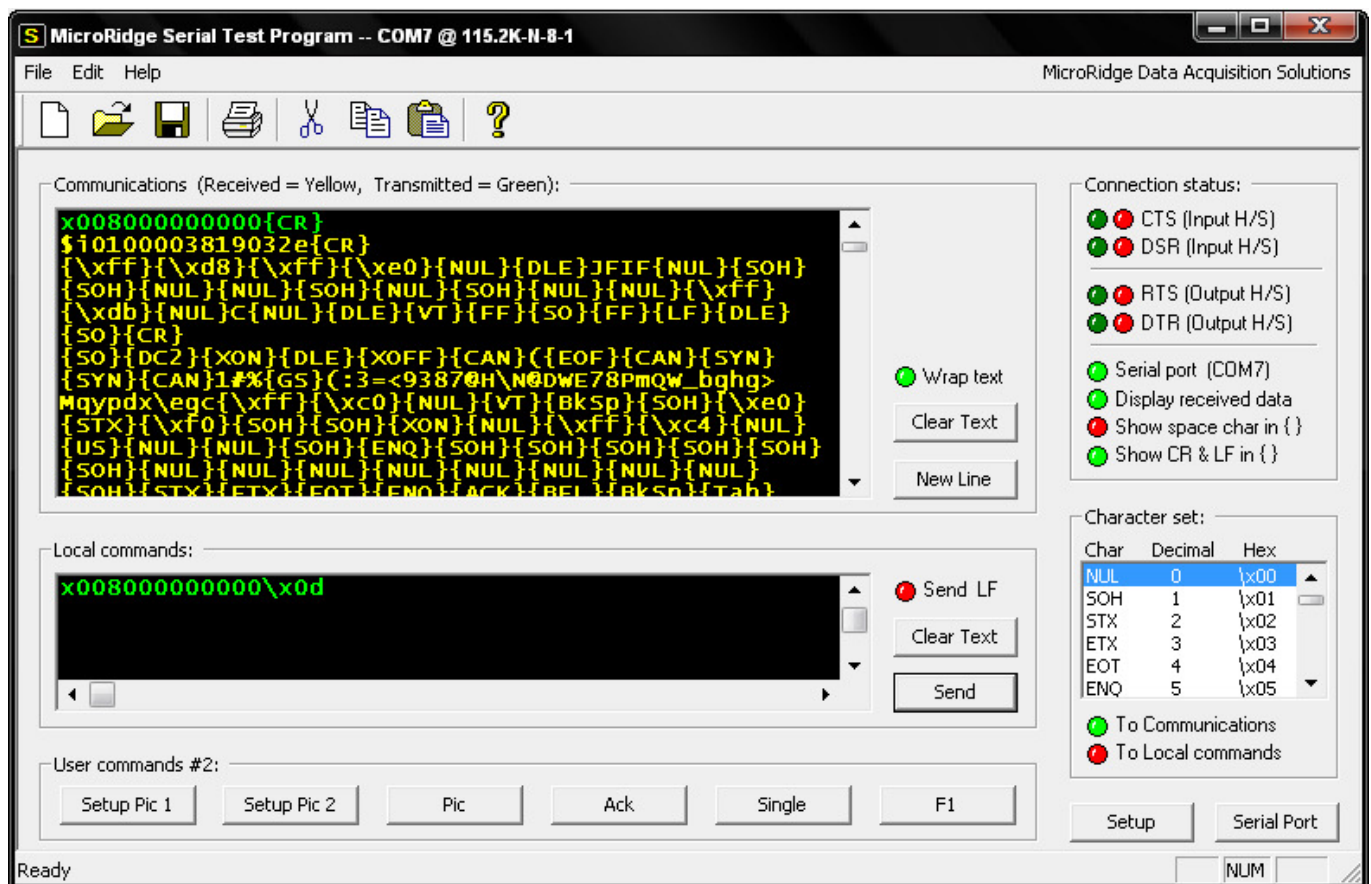 S MicroRidge Serial Test Program -- COM7 @ 115.2K-N-8-1
File Edit Help
MicroRidge Data Acquisition Solutions
Communications (Received = Yellow, Transmitted = Green):
x008000000000{CR}
$i0100003819032e{CR}
{\xff}{\xd8}{\xff}{\xe0}{NUL}{DLE}JFIF{NUL}{SOH}
{SOH}{NUL}{NUL}{SOH}{NUL}{SOH}{NUL}{NUL}{\xff}
{\xdb}{NUL}C{NUL}{DLE}{VT}{FF}{SO}{FF}{LF}{DLE}
{SO}{CR}
{SO}{DC2}{XON}{DLE}{XOFF}{CAN}({EOF}{CAN}{SYN}
{SYN}{CAN}1#%{GS}(:3=<9387@H\N@DWE78PmQW_bghg>
Mqypdx\egc{\xff}{\xc0}{NUL}{VT}{BkSp}{SOH}{\xe0}
{STX}{\xf0}{SOH}{SOH}{XON}{NUL}{\xff}{\xc4}{NUL}
{US}{NUL}{NUL}{SOH}{ENQ}{SOH}{SOH}{SOH}{SOH}{SOH}
{SOH}{NUL}{NUL}{NUL}{NUL}{NUL}{NUL}{NUL}{NUL}
{SOH}{STX}{ETX}{EOT}{ENQ}{ACK}{BEL}{BkSp}{Tab}
Wrap text
Clear Text
New Line
Local commands:
x008000000000\x0d
Send LF
Clear Text
Send
User commands #2:
Setup Pic 1
Setup Pic 2
Pic
Ack
Single
F1
Connection status:
CTS (Input H/S)
DSR (Input H/S)
RTS (Output H/S)
DTR (Output H/S)
Serial port (COM7)
Display received data
Show space char in { }
Show CR & LF in { }
Character set:
Char Decimal Hex
NUL 0 \x00
SOH 1 \x01
STX 2 \x02
ETX 3 \x03
EOT 4 \x04
ENQ 5 \x05
To Communications
To Local commands
Setup
Serial Port
Ready
NUM